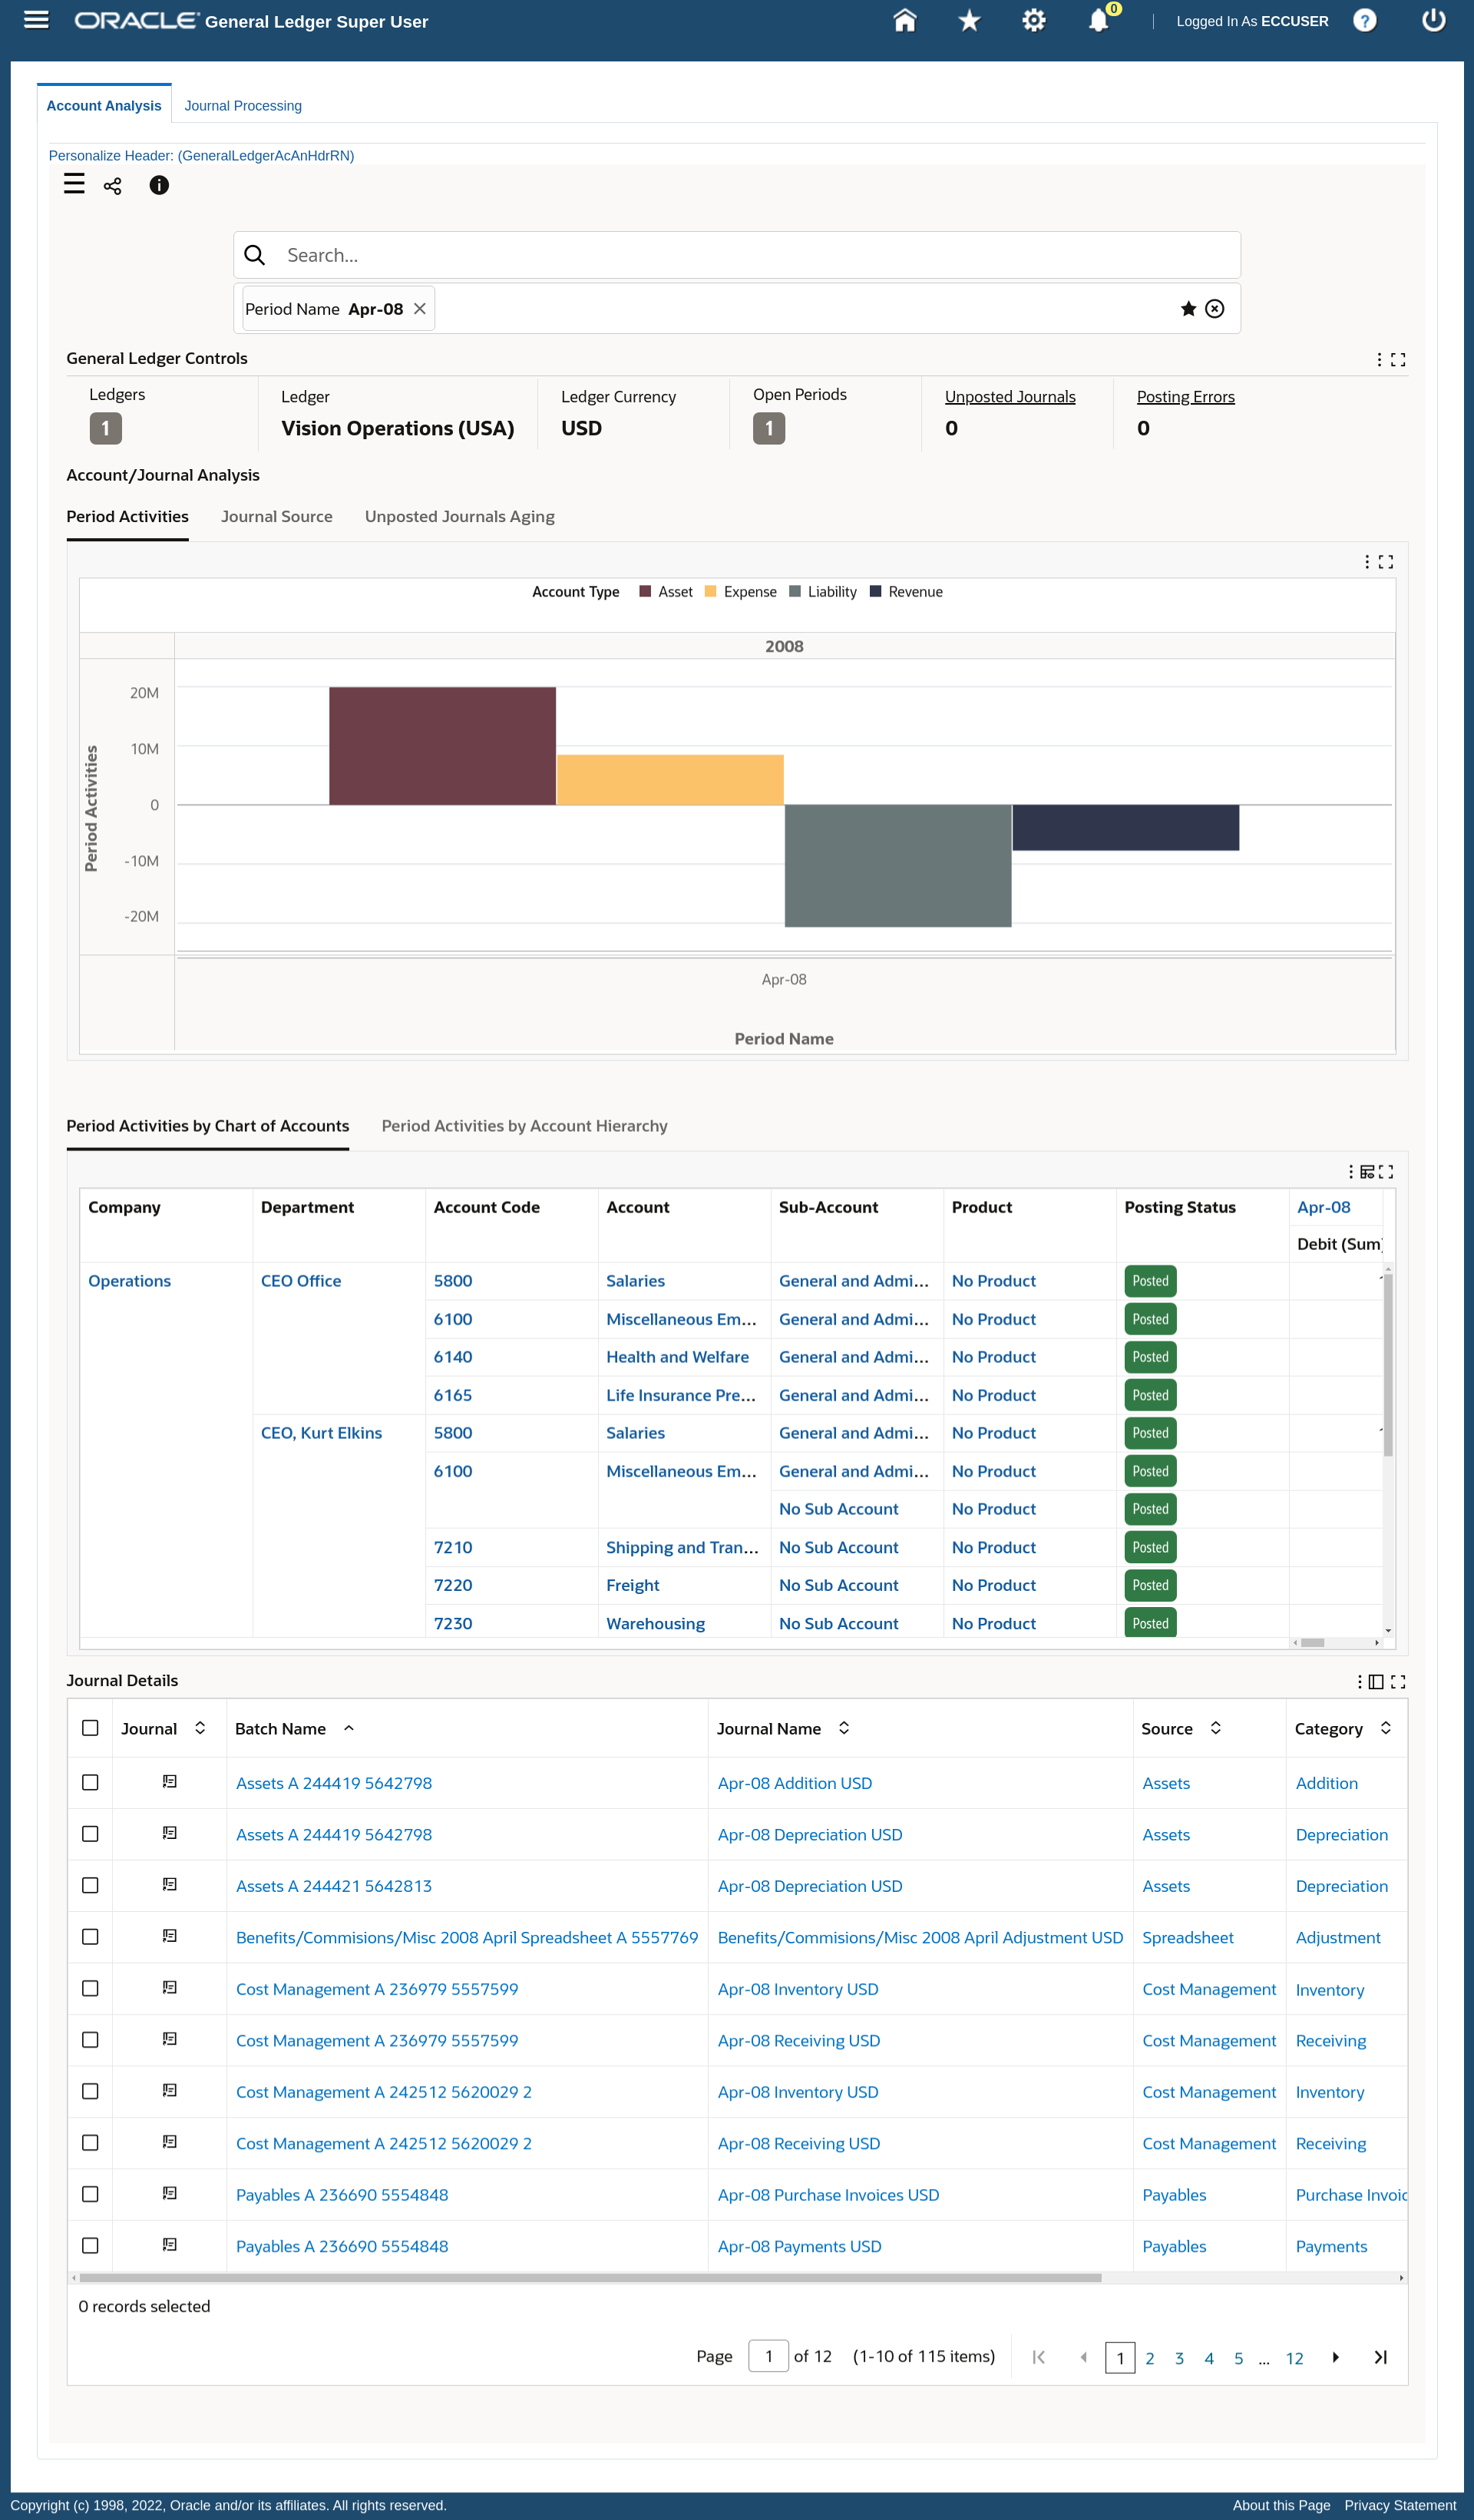 ORACLE General Ledger Super User
0
Logged In As ECCUSER
Account Analysis
Journal Processing
Personalize Header: (GeneralLedgerAcAnHdrRN)
Search...
Period Name Apr-08
General Ledger Controls
Ledgers
1
Ledger
Vision Operations (USA)
Ledger Currency
USD
Open Periods
1
Unposted Journals
0
Posting Errors
0
Account/Journal Analysis
Period Activities
Journal Source
Unposted Journals Aging
Account Type Asset Expense Liability Revenue
2008
Period Activities
20M
10M
0
-10M
-20M
Apr-08
Period Name
Period Activities by Chart of Accounts
Period Activities by Account Hierarchy
Company Department Account Code Account Sub-Account Product Posting Status Apr-08
Debit (Sum)
Operations CEO Office 5800 Salaries General and Admi... No Product Posted
6100 Miscellaneous Em... General and Admi... No Product Posted
6140 Health and Welfare General and Admi... No Product Posted
6165 Life Insurance Pre... General and Admi... No Product Posted
CEO, Kurt Elkins 5800 Salaries General and Admi... No Product Posted
6100 Miscellaneous Em... General and Admi... No Product Posted
No Sub Account No Product Posted
7210 Shipping and Tran... No Sub Account No Product Posted
7220 Freight No Sub Account No Product Posted
7230 Warehousing No Sub Account No Product Posted
Journal Details
Journal Batch Name Journal Name Source Category
Assets A 244419 5642798 Apr-08 Addition USD Assets Addition
Assets A 244419 5642798 Apr-08 Depreciation USD Assets Depreciation
Assets A 244421 5642813 Apr-08 Depreciation USD Assets Depreciation
Benefits/Commisions/Misc 2008 April Spreadsheet A 5557769 Benefits/Commisions/Misc 2008 April Adjustment USD Spreadsheet Adjustment
Cost Management A 236979 5557599 Apr-08 Inventory USD Cost Management Inventory
Cost Management A 236979 5557599 Apr-08 Receiving USD Cost Management Receiving
Cost Management A 242512 5620029 2 Apr-08 Inventory USD Cost Management Inventory
Cost Management A 242512 5620029 2 Apr-08 Receiving USD Cost Management Receiving
Payables A 236690 5554848 Apr-08 Purchase Invoices USD Payables Purchase Invoic
Payables A 236690 5554848 Apr-08 Payments USD Payables Payments
0 records selected
Page 1 of 12 (1-10 of 115 items) 1 2 3 4 5 ... 12
Copyright (c) 1998, 2022, Oracle and/or its affiliates. All rights reserved.
About this Page Privacy Statement